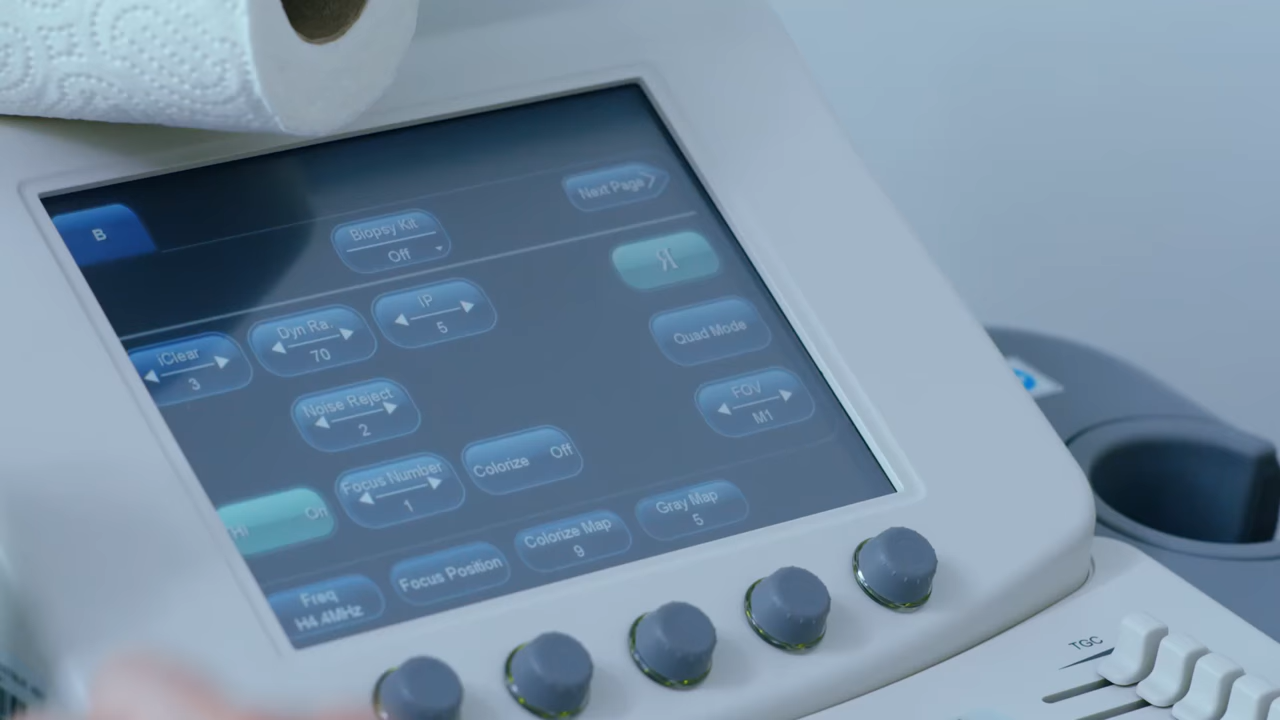 Next Page
B
Biopsy Kit
Off
IP
5
Dyn Ra.
70
iClear
3
Quad Mode
Noise Reject
2
FOV
M1
Colorize Off
Focus Number
1
Hi On
Gray Map
5
Colorize Map
9
Focus Position
Freq
H4.4MHz
TGC